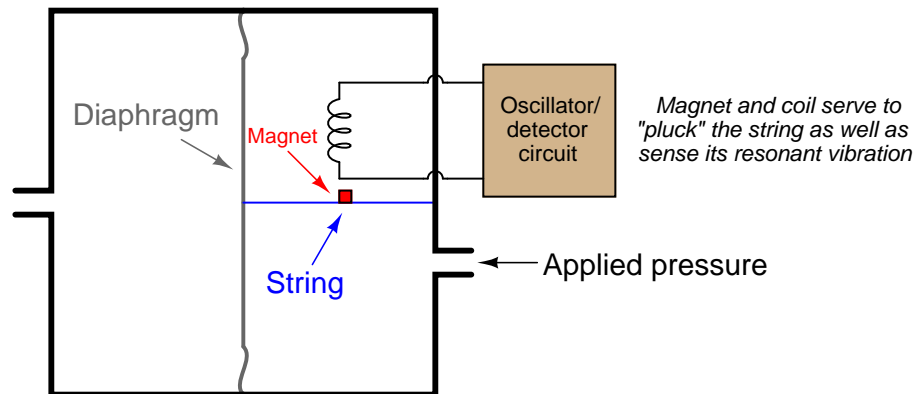 Diaphragm
Magnet
String
Oscillator/
detector
circuit
Magnet and coil serve to
"pluck" the string as well as
sense its resonant vibration
Applied pressure